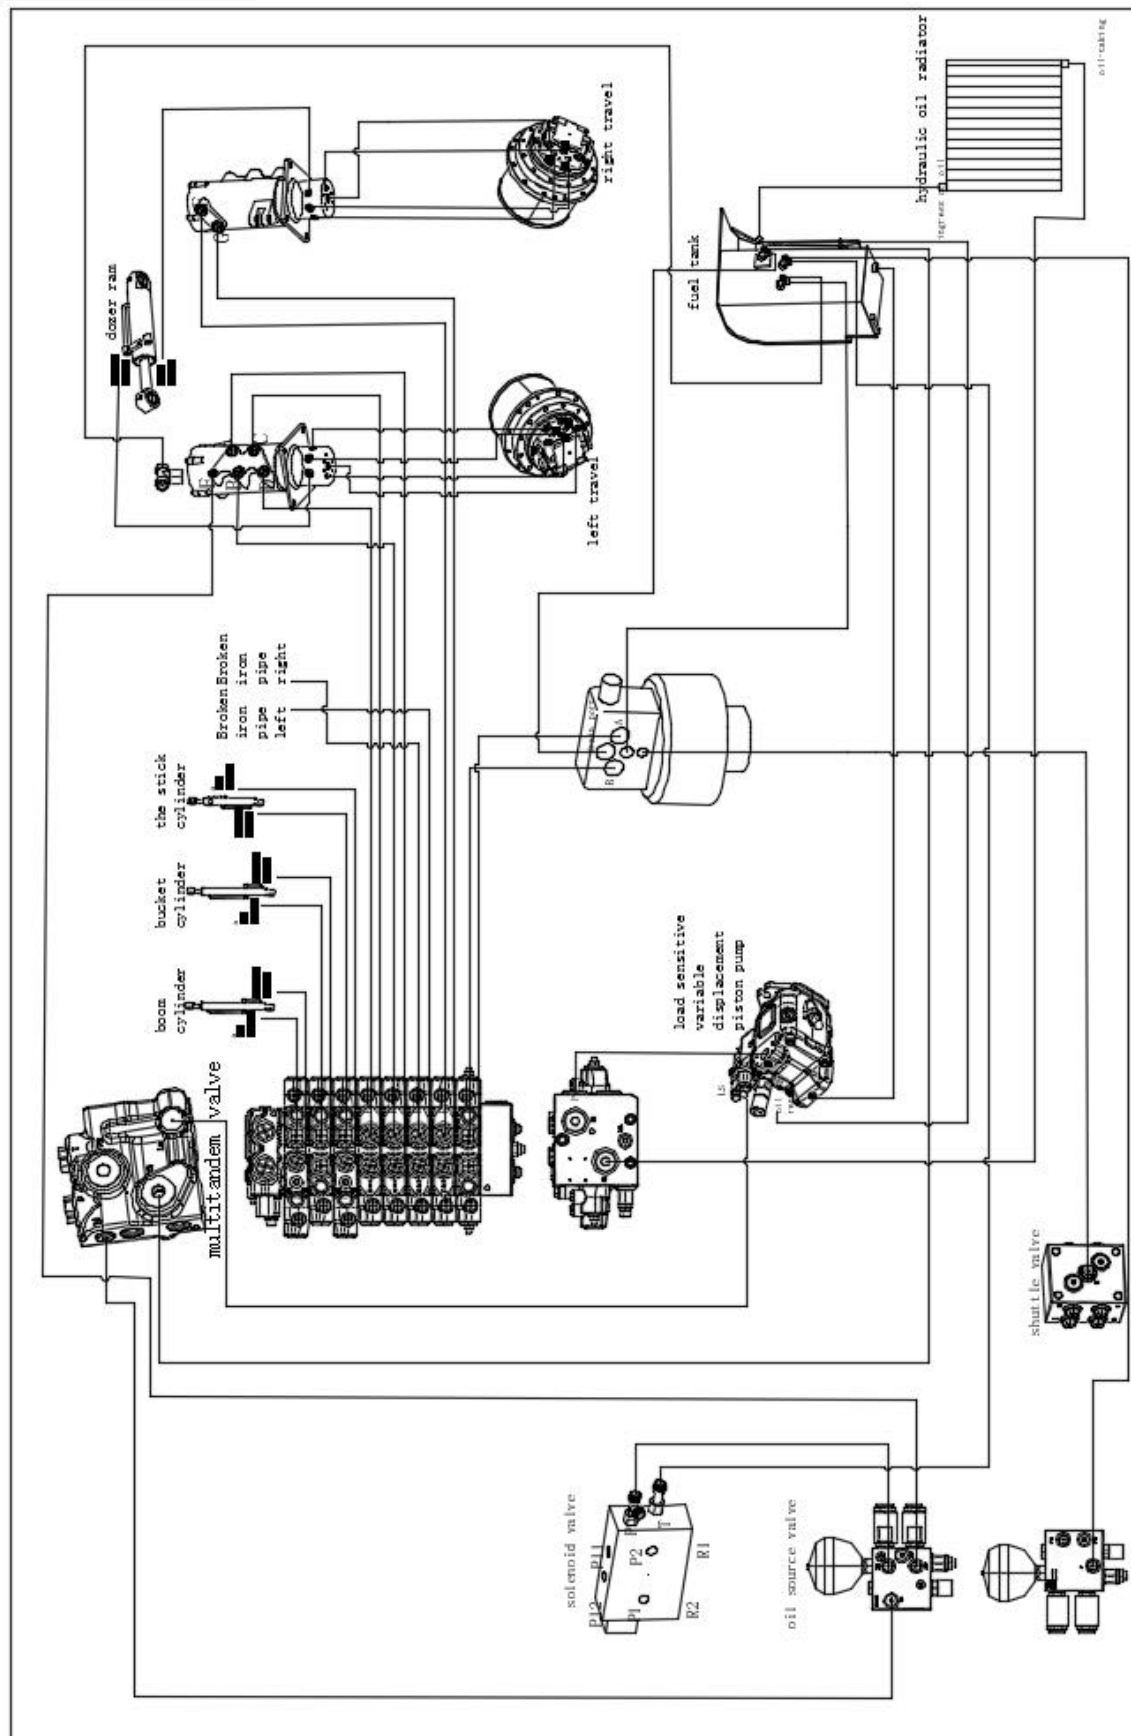 hydraulic oil radiator
oil-taking
oil
right travel
fuel tank
dozer ram
left travel
Broken Broken
iron iron
pipe pipe
left right
the stick
cylinder
bucket
cylinder
boom
cylinder
A
B
load sensitive
variable
displacement
piston pump
LS
multitandem valve
shuttle valve
solenoid valve
P
T
P11
P2
R1
P12
P1
R2
oil source valve